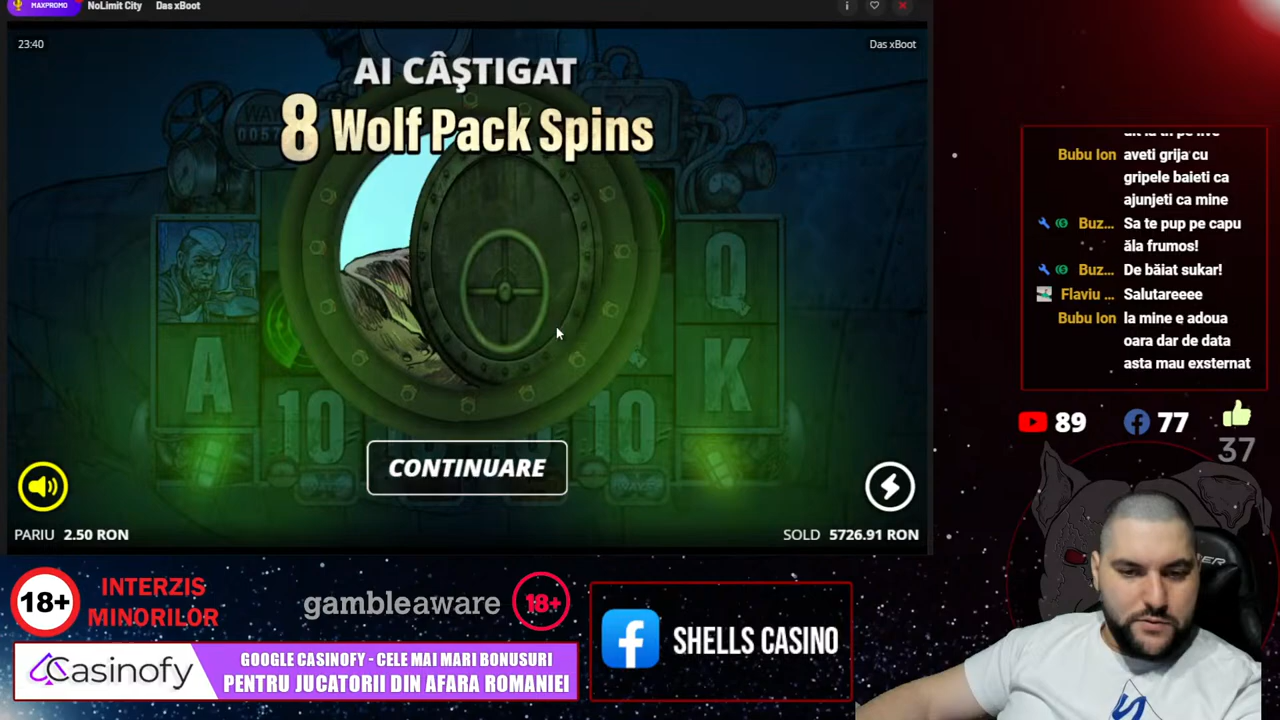 MAXPROMO NoLimit City Das xBoot
23:40
Das xBoot
AI CÂŞTIGAT
8 Wolf Pack Spins
WAYS
0057
A
10
10
Q
K
CONTINUARE
PARIU 2.50 RON
SOLD 5726.91 RON
Bubu Ion aveti grija cu
gripele baieti ca
ajunjeti ca mine
Buz... Sa te pup pe capu
ăla frumos!
Buz... De băiat sukar!
Flaviu ... Salutareeee
Bubu Ion la mine e adoua
oara dar de data
asta mau exsternat
89 77
37
18+ INTERZIS
MINORILOR
gambleaware 18+
Casinofy
GOOGLE CASINOFY - CELE MAI MARI BONUSURI
PENTRU JUCATORII DIN AFARA ROMANIEI
SHELLS CASINO